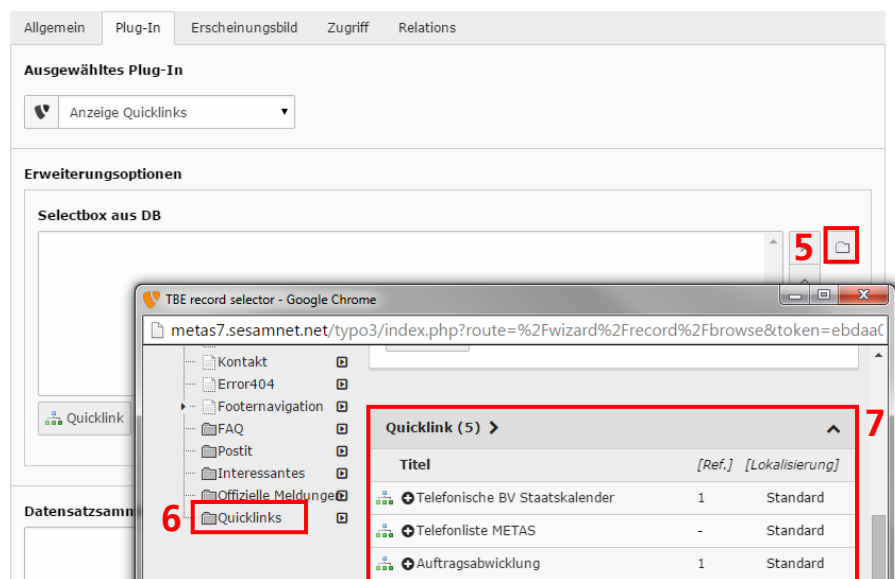 Allgemein Plug-In Erscheinungsbild Zugriff Relations
Ausgewähltes Plug-In
Anzeige Quicklinks
Erweiterungsoptionen
Selectbox aus DB
5
TBE record selector - Google Chrome
metas7.sesamnet.net/typo3/index.php?route=%2Fwizard%2Frecord%2Fbrowse&token=ebdaa0
Kontakt
Error404
Footernavigation
FAQ
Postit
Interessantes
Offizielle Meldungen
6 Quicklinks
Quicklink
Datensatzsamm
7
Quicklink (5)
Titel [Ref.] [Lokalisierung]
Telefonische BV Staatskalender 1 Standard
Telefonliste METAS - Standard
Auftragsabwicklung 1 Standard